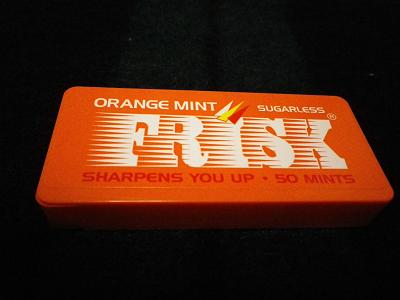 ORANGE MINT SUGARLESS
FRISK®
SHARPENS YOU UP • 50 MINTS